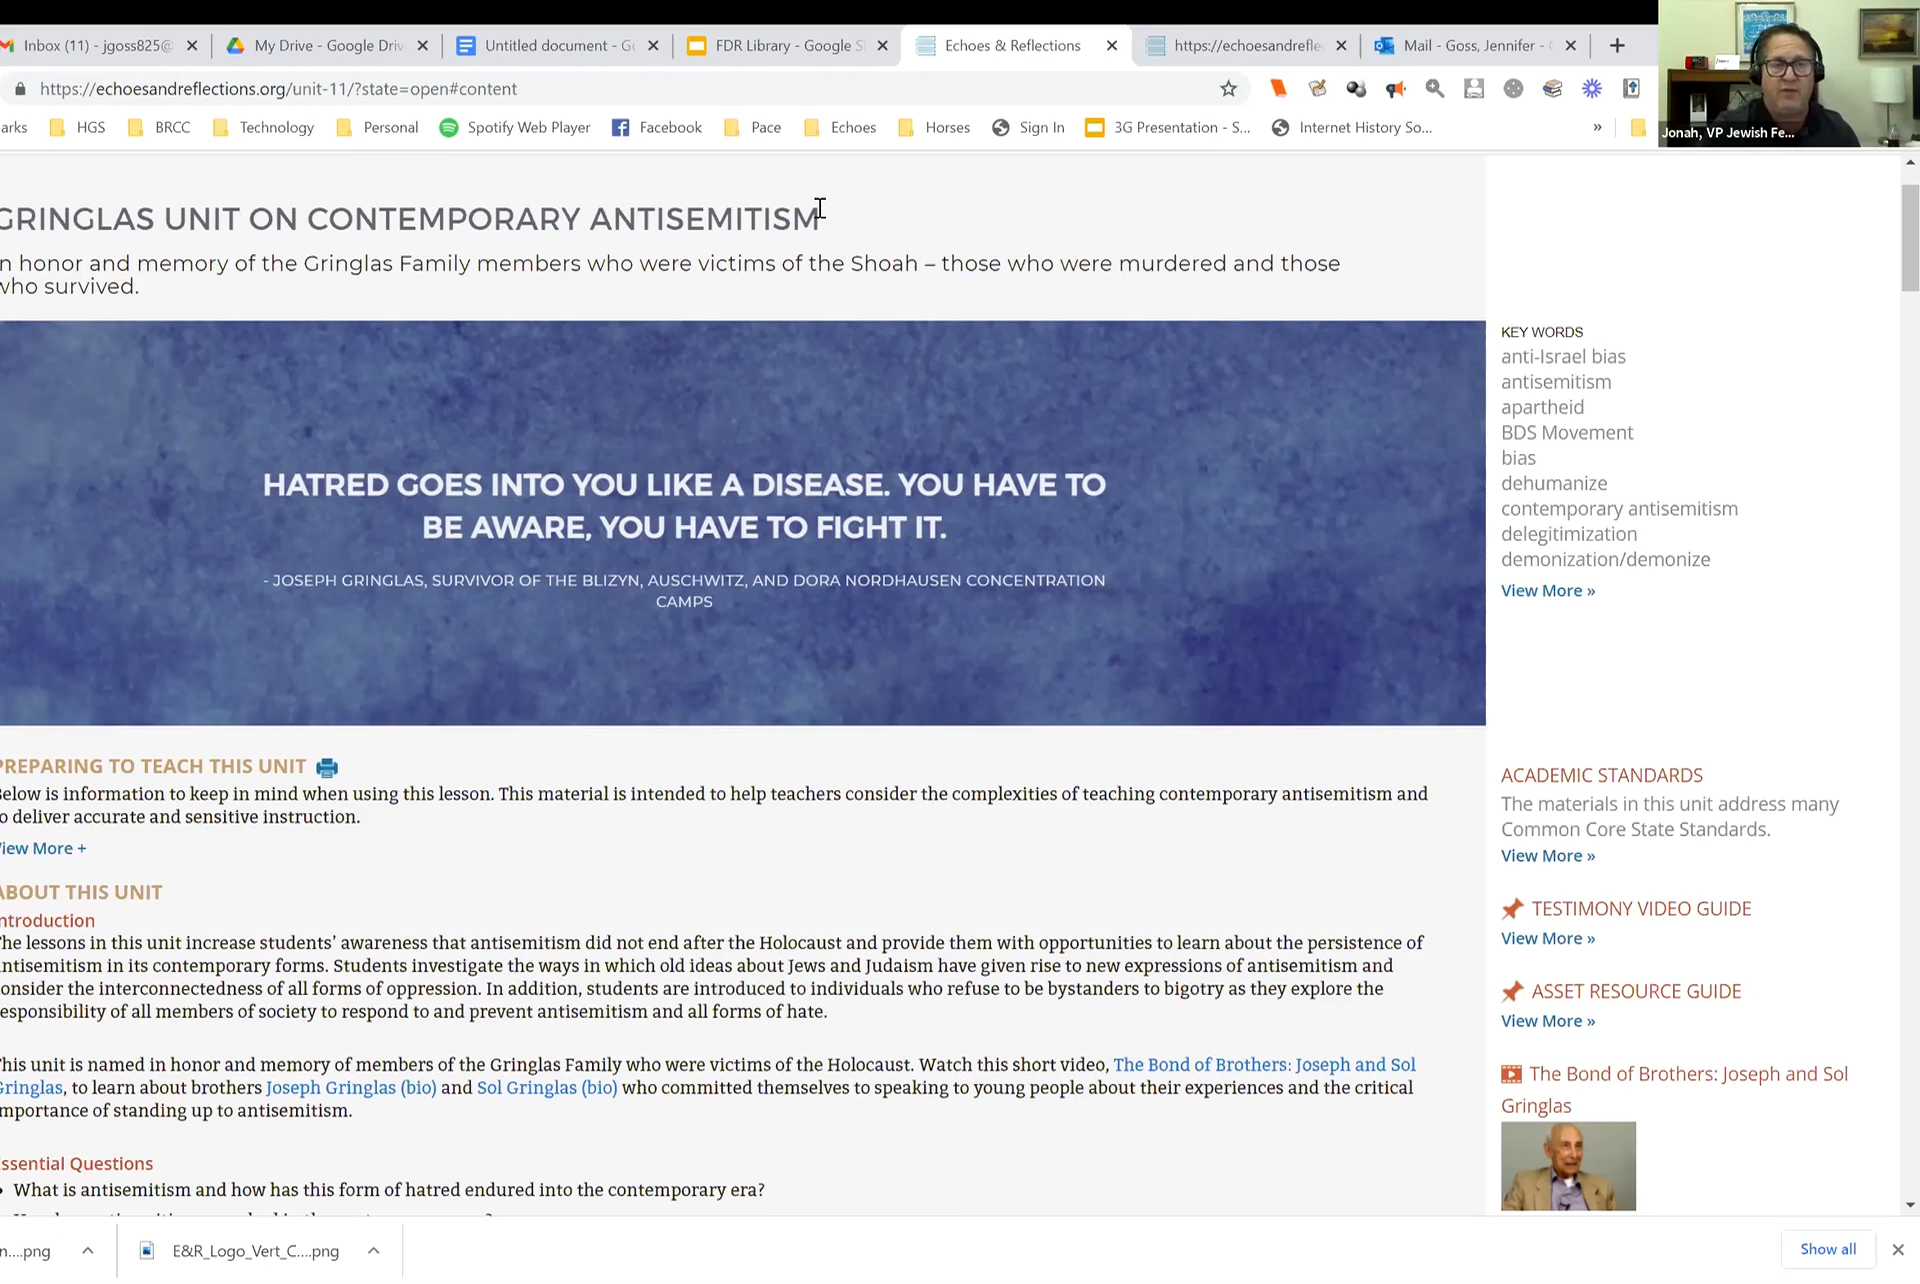 Inbox (11) - jgoss825@
My Drive - Google Driv
Untitled document - G
FDR Library - Google S
Echoes & Reflections
https://echoesandrefle
Mail - Goss, Jennifer -
https://echoesandreflections.org/unit-11/?state=open#content
arks HGS BRCC Technology Personal Spotify Web Player Facebook Pace Echoes Horses Sign In 3G Presentation - S... Internet History So... »
Jonah, VP Jewish Fe...
GRINGLAS UNIT ON CONTEMPORARY ANTISEMITISM
n honor and memory of the Gringlas Family members who were victims of the Shoah – those who were murdered and those
who survived.
HATRED GOES INTO YOU LIKE A DISEASE. YOU HAVE TO
BE AWARE, YOU HAVE TO FIGHT IT.
- JOSEPH GRINGLAS, SURVIVOR OF THE BLIZYN, AUSCHWITZ, AND DORA NORDHAUSEN CONCENTRATION
CAMPS
PREPARING TO TEACH THIS UNIT
Below is information to keep in mind when using this lesson. This material is intended to help teachers consider the complexities of teaching contemporary antisemitism and
o deliver accurate and sensitive instruction.
View More +
ABOUT THIS UNIT
ntroduction
The lessons in this unit increase students' awareness that antisemitism did not end after the Holocaust and provide them with opportunities to learn about the persistence of
antisemitism in its contemporary forms. Students investigate the ways in which old ideas about Jews and Judaism have given rise to new expressions of antisemitism and
consider the interconnectedness of all forms of oppression. In addition, students are introduced to individuals who refuse to be bystanders to bigotry as they explore the
responsibility of all members of society to respond to and prevent antisemitism and all forms of hate.
This unit is named in honor and memory of members of the Gringlas Family who were victims of the Holocaust. Watch this short video, The Bond of Brothers: Joseph and Sol
Gringlas, to learn about brothers Joseph Gringlas (bio) and Sol Gringlas (bio) who committed themselves to speaking to young people about their experiences and the critical
importance of standing up to antisemitism.
Essential Questions
• What is antisemitism and how has this form of hatred endured into the contemporary era?
KEY WORDS
anti-Israel bias
antisemitism
apartheid
BDS Movement
bias
dehumanize
contemporary antisemitism
delegitimization
demonization/demonize
View More »
ACADEMIC STANDARDS
The materials in this unit address many
Common Core State Standards.
View More »
TESTIMONY VIDEO GUIDE
View More »
ASSET RESOURCE GUIDE
View More »
The Bond of Brothers: Joseph and Sol
Gringlas
n....png
E&R_Logo_Vert_C....png
Show all